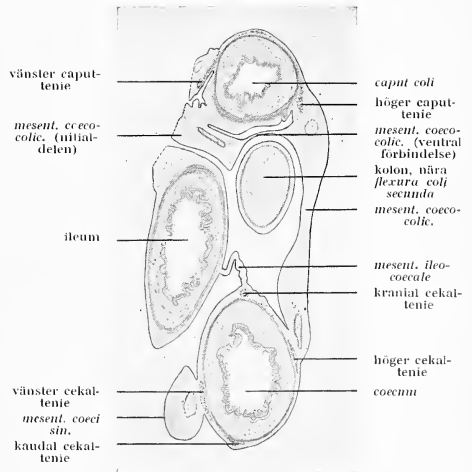 vänster caput-
tenie
mesent. coeco-
colic. (initial-
delen)
ileum
vänster cekal-
tenie
mesent. coeci
sin.
kaudal cekal-
tenie
caput coli
höger caput-
tenie
mesent. coeco-
colic. (ventral
förbindelse)
kolon, nära
flexura coli
secunda
mesent. coeco-
colic.
mesent. ileo-
coecale
kranial cekal-
tenie
höger cekal-
tenie
coecum